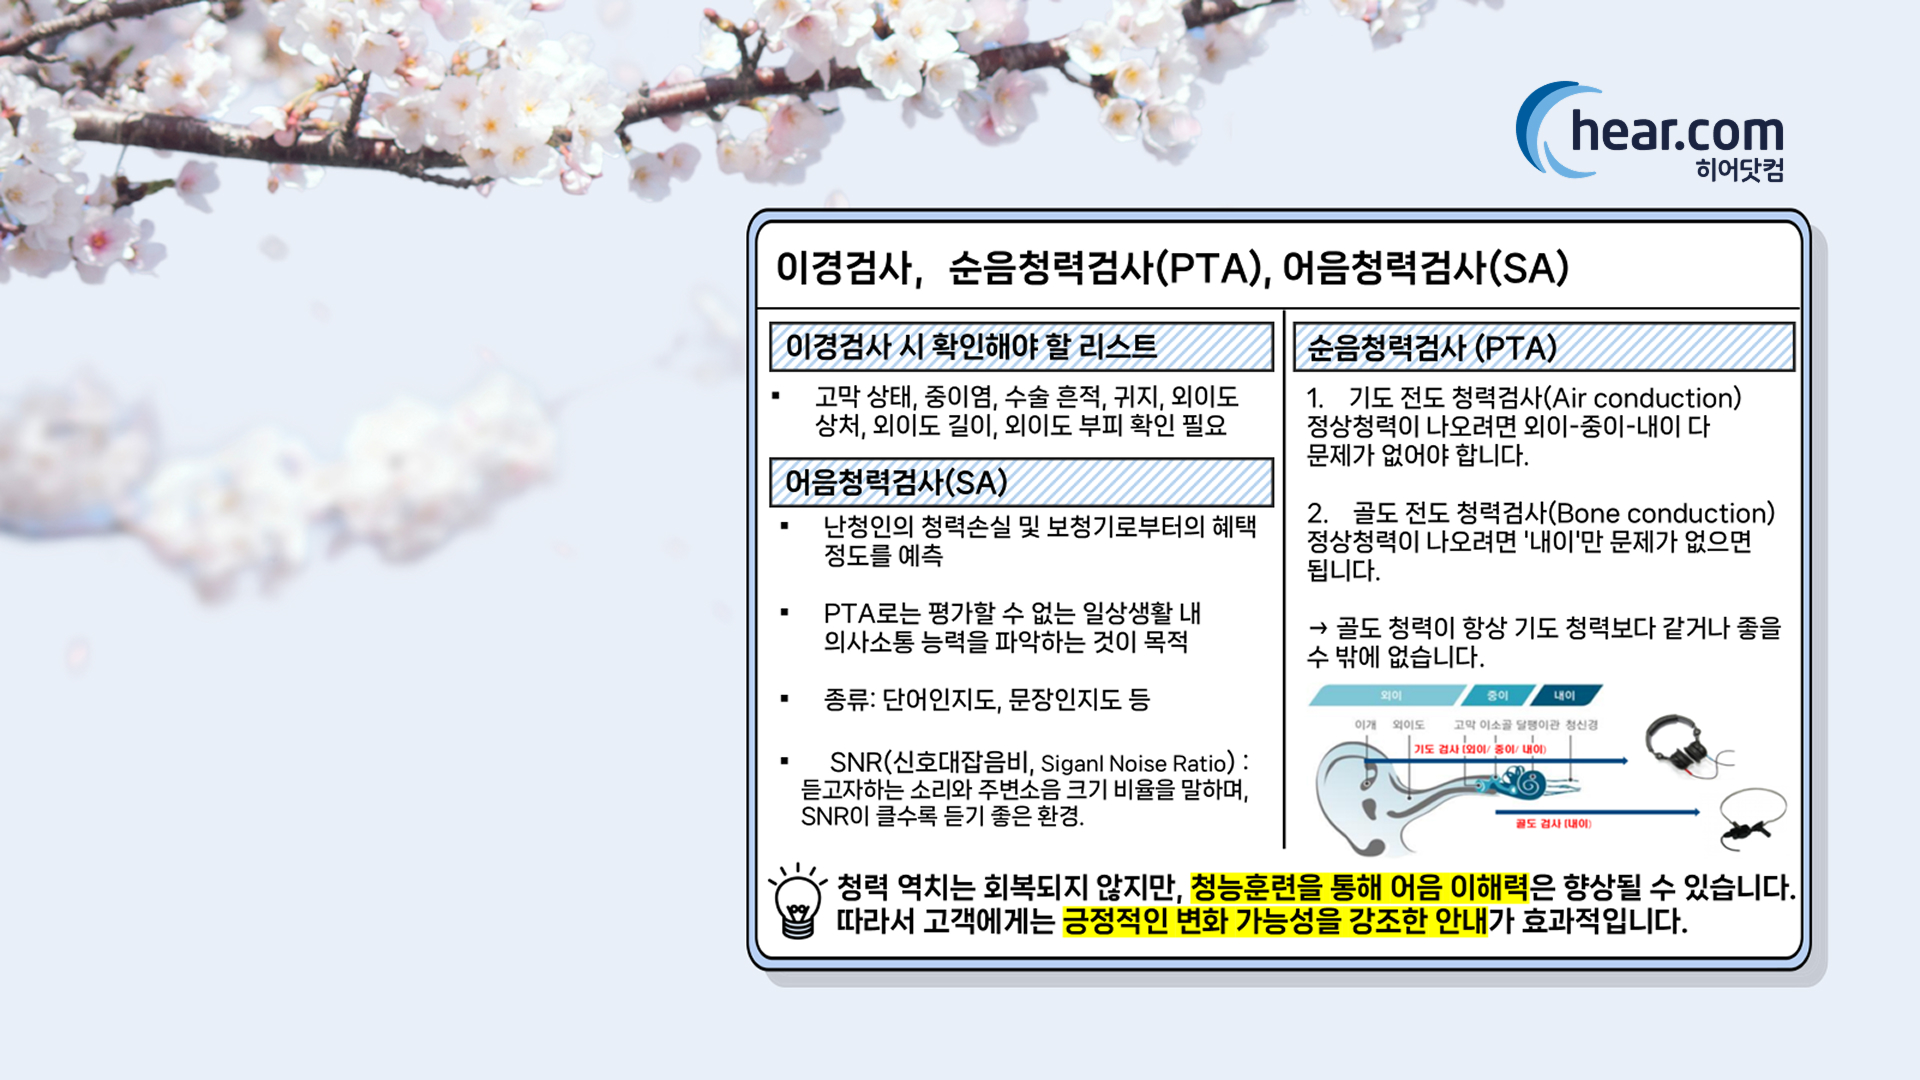 hear.com
히어닷컴
이경검사, 순음청력검사(PTA), 어음청력검사(SA)
이경검사 시 확인해야 할 리스트
▪ 고막 상태, 중이염, 수술 흔적, 귀지, 외이도
상처, 외이도 길이, 외이도 부피 확인 필요
어음청력검사(SA)
▪ 난청인의 청력손실 및 보청기로부터의 혜택
정도를 예측
▪ PTA로는 평가할 수 없는 일상생활 내
의사소통 능력을 파악하는 것이 목적
▪ 종류: 단어인지도, 문장인지도 등
▪ SNR(신호대잡음비, Siganl Noise Ratio) :
듣고자하는 소리와 주변소음 크기 비율을 말하며,
SNR이 클수록 듣기 좋은 환경.
순음청력검사 (PTA)
1. 기도 전도 청력검사(Air conduction)
정상청력이 나오려면 외이-중이-내이 다
문제가 없어야 합니다.
2. 골도 전도 청력검사(Bone conduction)
정상청력이 나오려면 '내이'만 문제가 없으면
됩니다.
→ 골도 청력이 항상 기도 청력보다 같거나 좋을
수 밖에 없습니다.
외이 중이 내이
이개 외이도 고막 이소골 달팽이관 청신경
기도 검사 (외이/ 중이/ 내이)
골도 검사 (내이)
청력 역치는 회복되지 않지만, 청능훈련을 통해 어음 이해력은 향상될 수 있습니다.
따라서 고객에게는 긍정적인 변화 가능성을 강조한 안내가 효과적입니다.